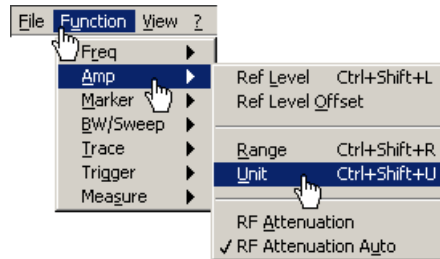 File Function View ?
Freq
Amp
Marker
BW/Sweep
Trace
Trigger
Measure
Ref Level Ctrl+Shift+L
Ref Level Offset
Range Ctrl+Shift+R
Unit Ctrl+Shift+U
RF Attenuation
✓ RF Attenuation Auto